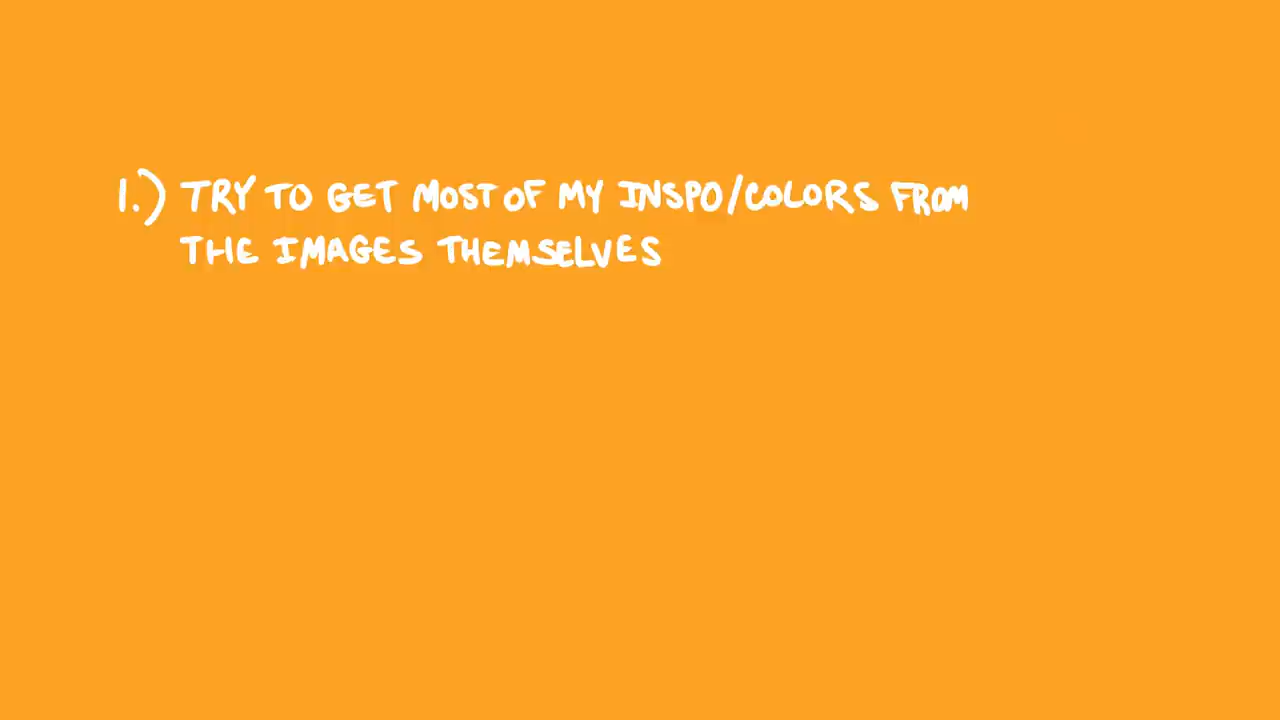 1.) TRY TO GET MOST OF MY INSPO/COLORS FROM
THE IMAGES THEMSELVES